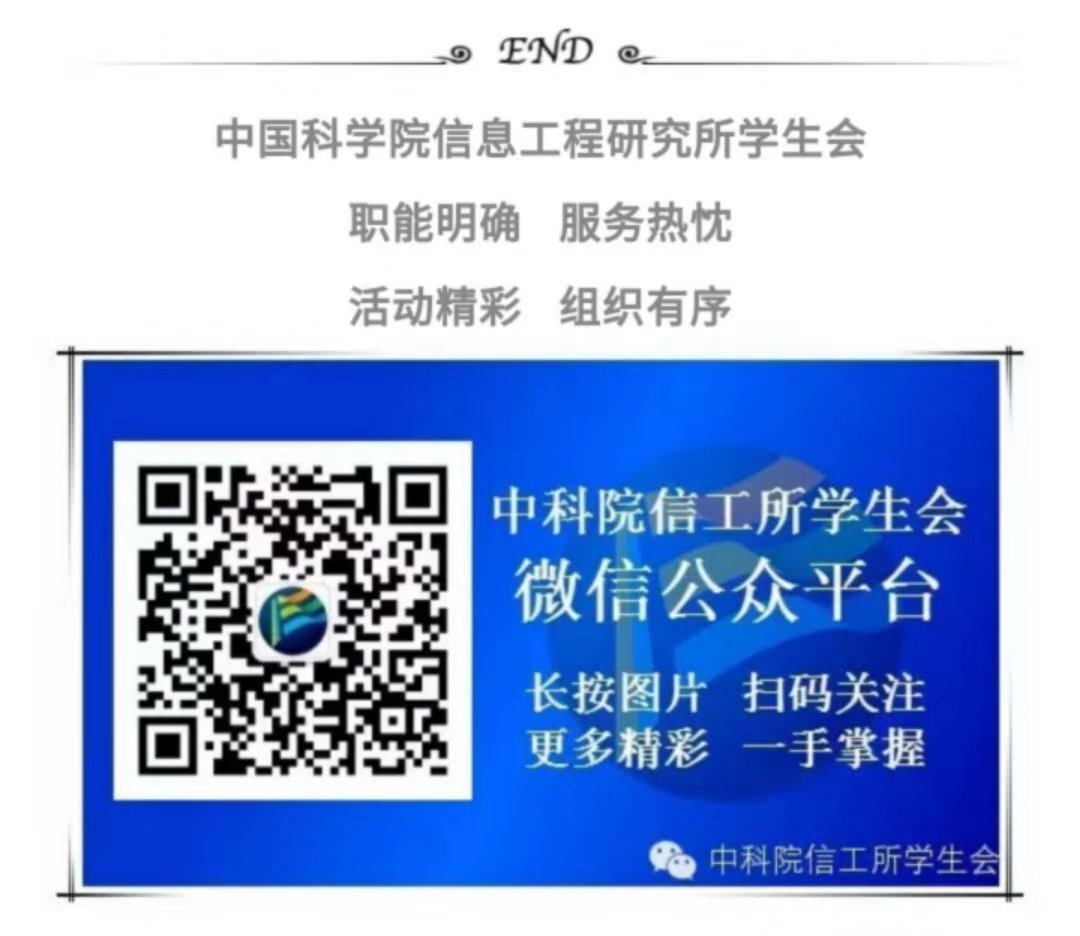 END
中国科学院信息工程研究所学生会
职能明确 服务热忱
活动精彩 组织有序
中科院信工所学生会
微信公众平台
长按图片 扫码关注
更多精彩 一手掌握
中科院信工所学生会